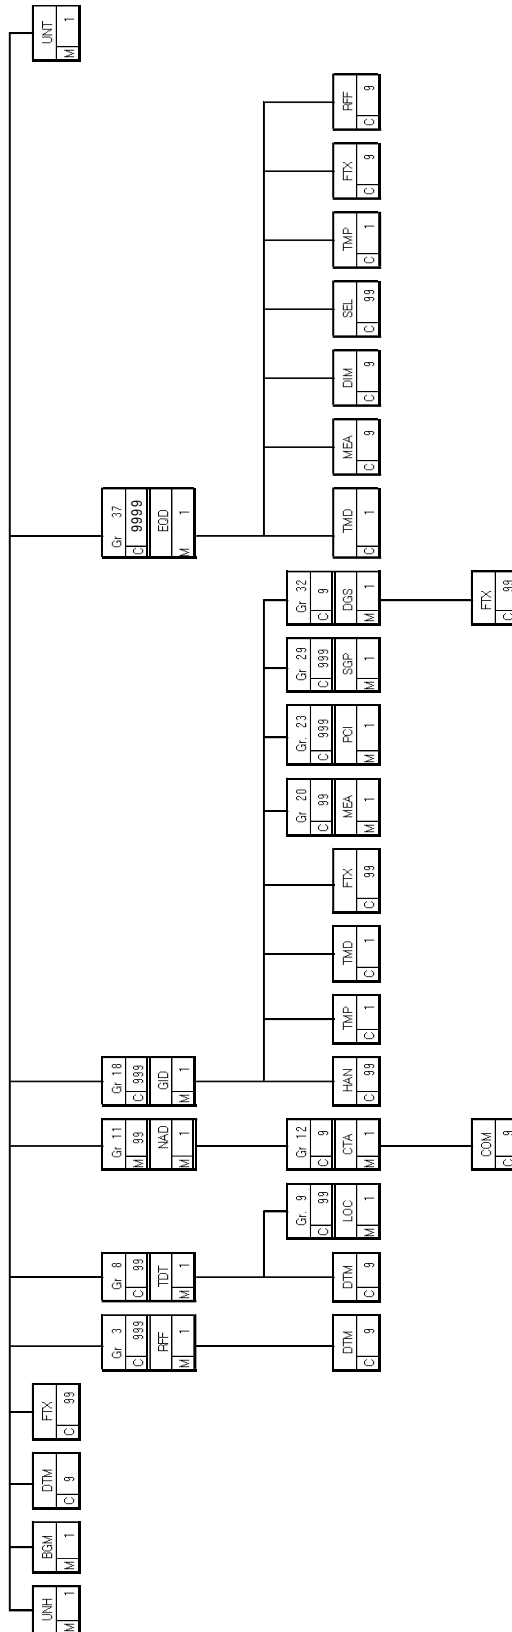 UNH
M 1
BGM
M 1
DTM
C 9
FTX
C 99
UNT
M 1
Gr 3
C 999
RFF
M 1
Gr 8
C 99
TDT
M 1
Gr 11
M 99
NAD
M 1
Gr 18
C 999
GID
M 1
Gr 37
C 9999
EQD
M 1
DTM
C 9
DTM
C 9
Gr. 9
C 99
LOC
M 1
Gr 12
C 9
CTA
M 1
HAN
C 99
TMP
C 1
TMD
C 1
FTX
C 99
Gr 20
C 99
MEA
M 1
Gr. 23
C 999
PCI
M 1
Gr 29
C 999
SGP
M 1
Gr 32
C 9
DGS
M 1
TMD
C 1
MEA
C 9
DIM
C 9
SEL
C 99
TMP
C 1
FTX
C 9
RFF
C 9
COM
C 9
FTX
C 99